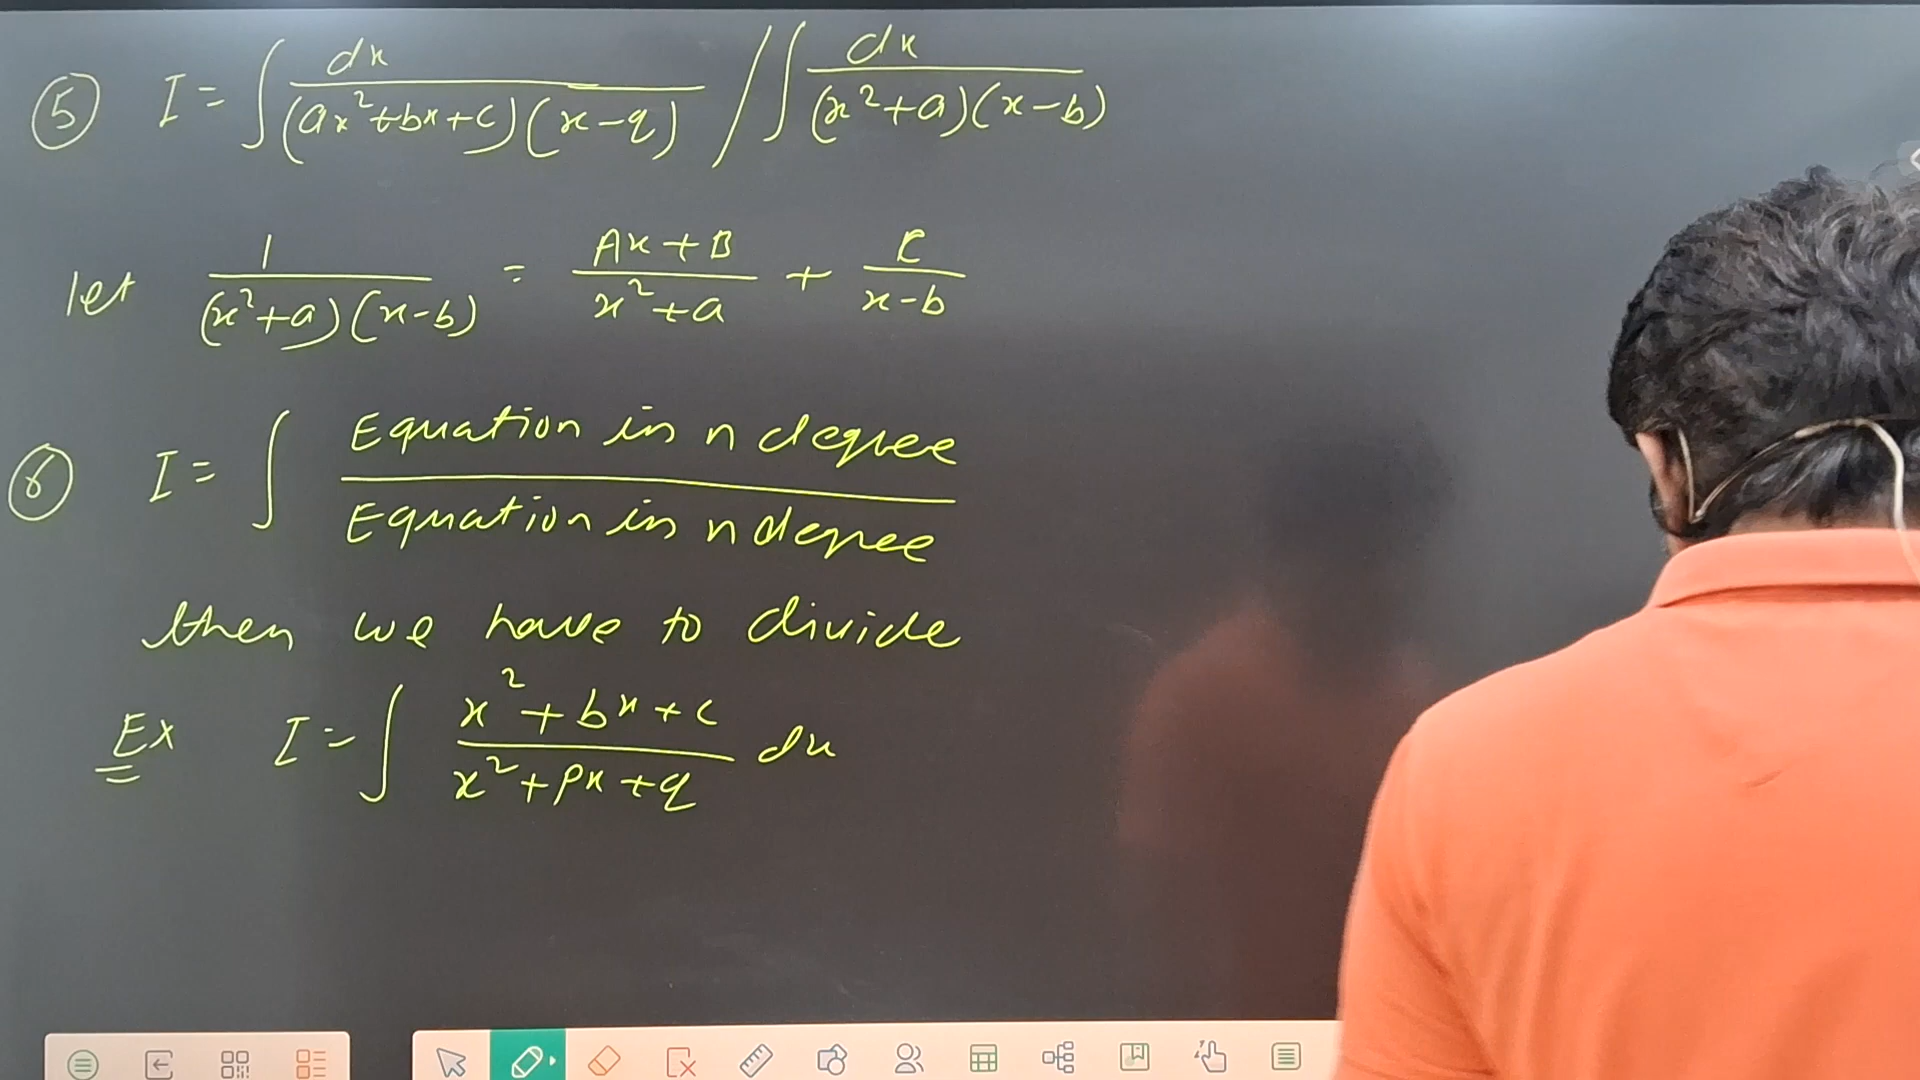 ⑤ I = ∫ dx / (ax²+bx+c)(x-q) / ∫ dx / (x²+a)(x-b)
let 1 / (x²+a)(x-b) = Ax+B / x²+a + C / x-b
⑥ I = ∫ Equation in n degree / Equation in n degree
then we have to divide
Ex I = ∫ x²+bx+c / x²+px+q dx